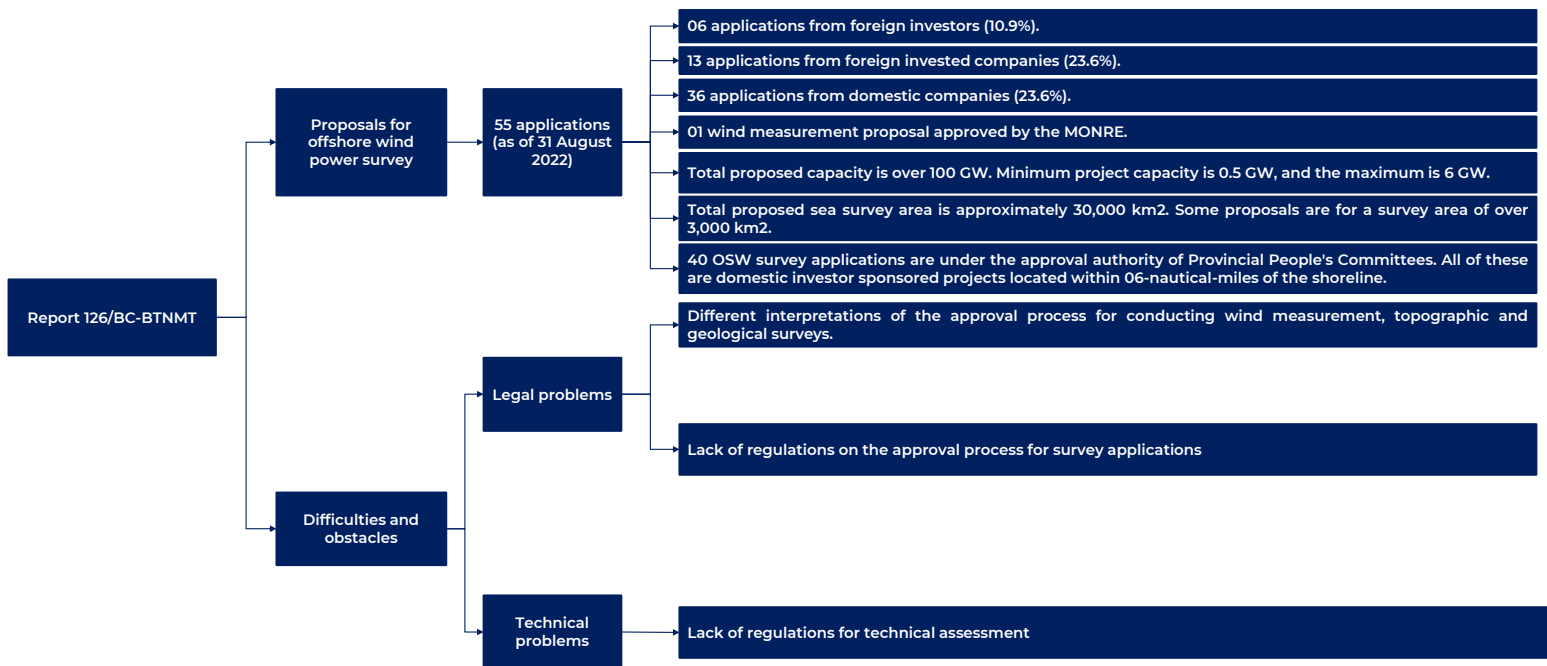 Report 126/BC-BTNMT
Proposals for
offshore wind
power survey
55 applications
(as of 31 August
2022)
06 applications from foreign investors (10.9%).
13 applications from foreign invested companies (23.6%).
36 applications from domestic companies (23.6%).
01 wind measurement proposal approved by the MONRE.
Total proposed capacity is over 100 GW. Minimum project capacity is 0.5 GW, and the maximum is 6 GW.
Total proposed sea survey area is approximately 30,000 km2. Some proposals are for a survey area of over
3,000 km2.
40 OSW survey applications are under the approval authority of Provincial People's Committees. All of these
are domestic investor sponsored projects located within 06-nautical-miles of the shoreline.
Difficulties and
obstacles
Legal problems
Different interpretations of the approval process for conducting wind measurement, topographic and
geological surveys.
Lack of regulations on the approval process for survey applications
Technical
problems
Lack of regulations for technical assessment